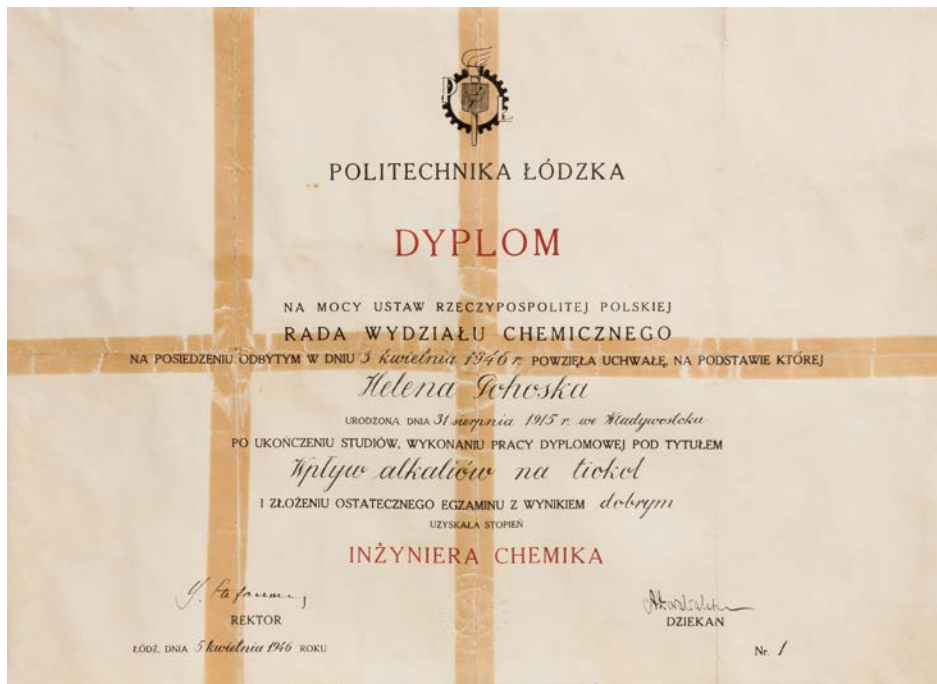 P Ł
POLITECHNIKA ŁÓDZKA
DYPLOM
NA MOCY USTAW RZECZYPOSPOLITEJ POLSKIEJ
RADA WYDZIAŁU CHEMICZNEGO
NA POSIEDZENIU ODBYTYM W DNIU 3 kwietnia 1946 r. POWZIĘŁA UCHWAŁĘ, NA PODSTAWIE KTÓREJ
Helena
URODZONA DNIA 31 sierpnia 1915 r. we Władywostoku
PO UKOŃCZENIU STUDIÓW, WYKONANIU PRACY DYPLOMOWEJ POD TYTUŁEM
Wpływ alkaliów na tiokol
I ZŁOŻENIU OSTATECZNEGO EGZAMINU Z WYNIKIEM dobrym
UZYSKAŁA STOPIEŃ
INŻYNIERA CHEMIKA
REKTOR
DZIEKAN
ŁÓDŹ, DNIA 5 kwietnia 1946 ROKU
Nr. 1